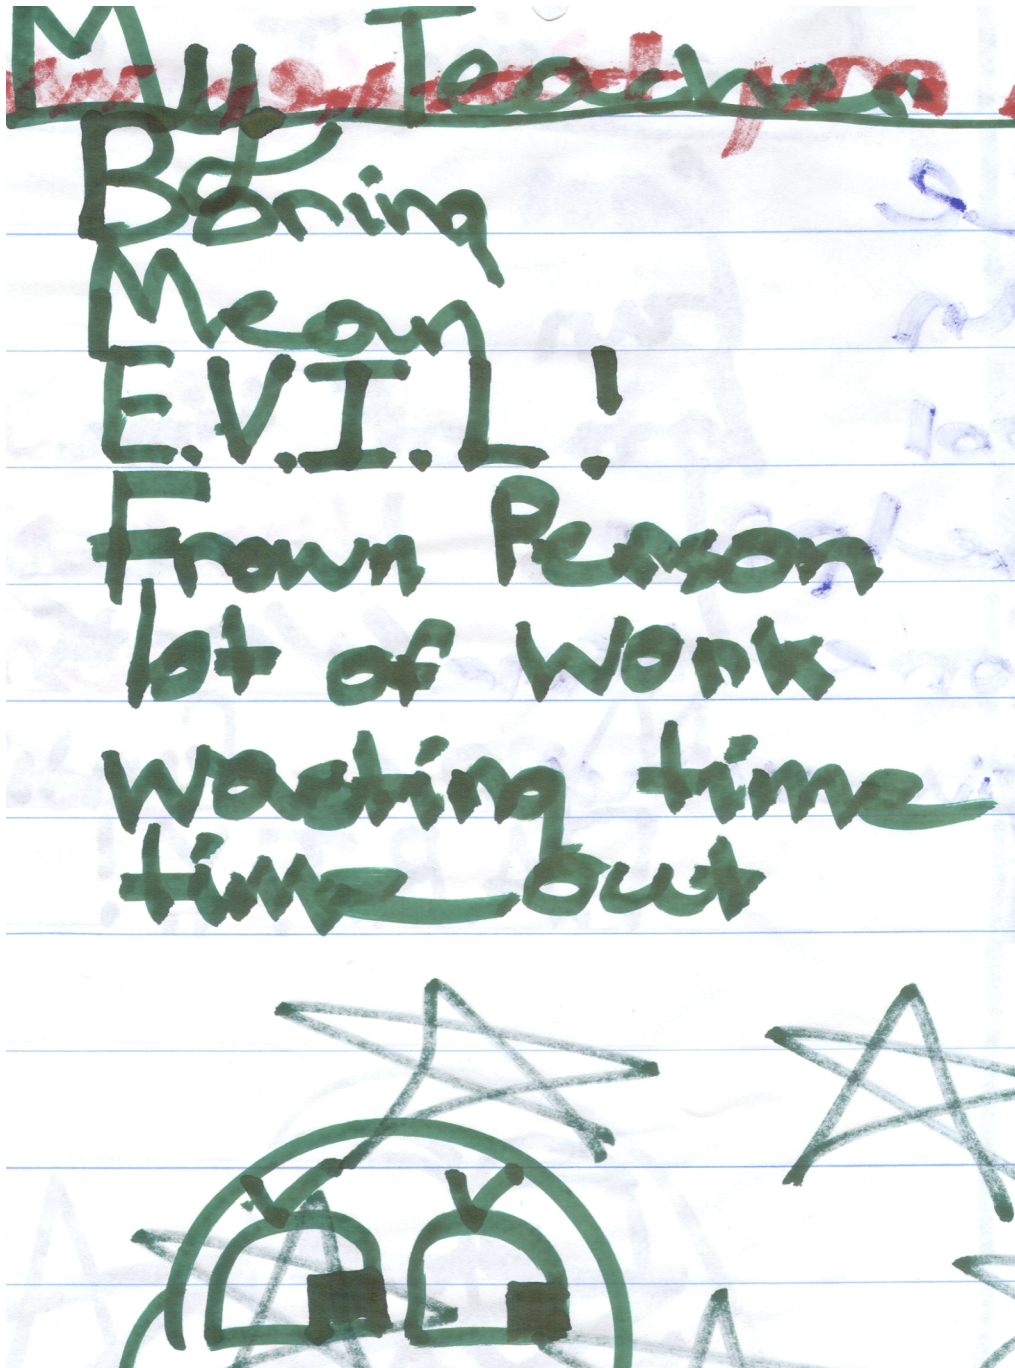 My Teacher
Boring
Mean
E.V.I.L!
Frown Person
lot of work
wasting time
time out